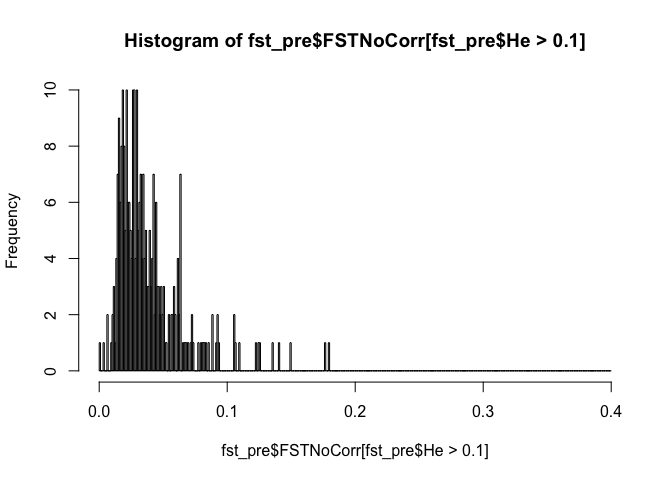 Histogram of fst_pre$FSTNoCorr[fst_pre$He > 0.1]
Frequency
10
8
6
4
2
0
0.0 0.1 0.2 0.3 0.4
fst_pre$FSTNoCorr[fst_pre$He > 0.1]